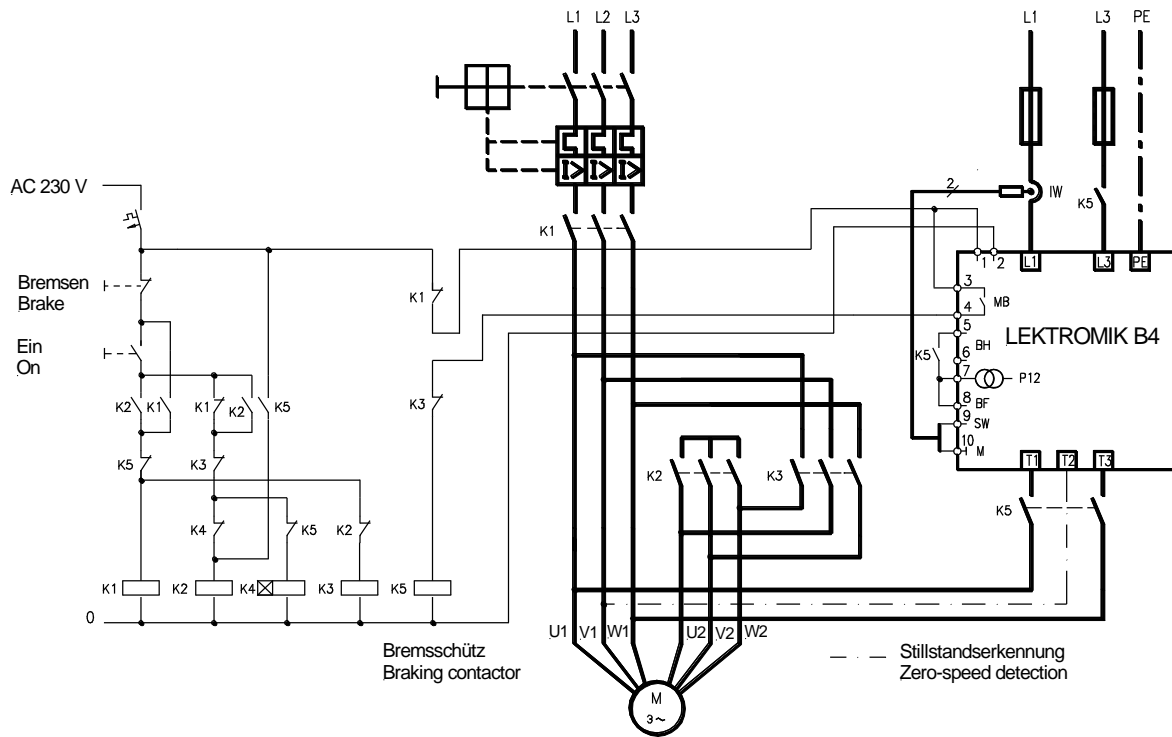 L1 L2 L3 L1 L3 PE
I> I> I>
AC 230 V
2
IW
K5
K1
1 2 L1 L3 PE
Bremsen
Brake
K1
3
MB
4
LEKTROMIK B4
Ein
On
5
BH
K5
6
7
P12
8
BF
9
SW
10
M
K2 K1 K1 K2 K5
K3
K5 K3
K2 K3
T1 T2 T3
K4 K5 K2
K5
K1 K2 K4 K3 K5
0
U1 V1 W1 U2 V2 W2
Bremsschütz
Braking contactor
Stillstandserkennung
Zero-speed detection
M
3~